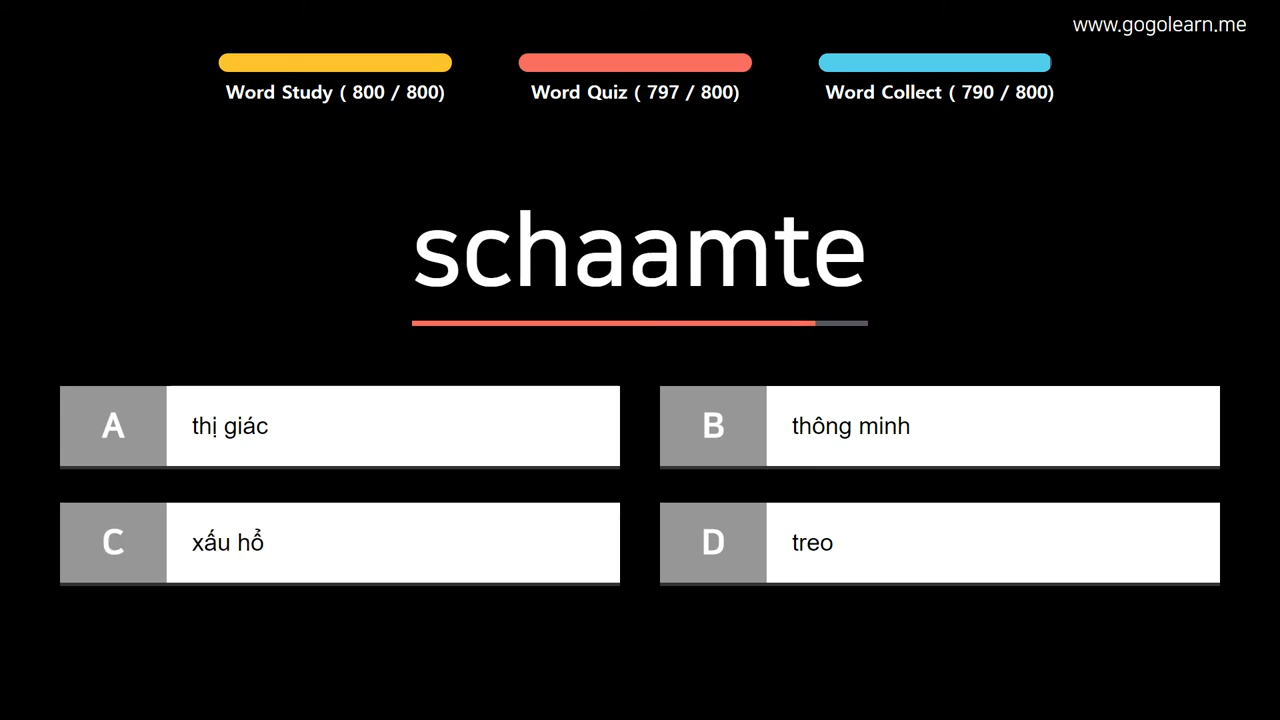 www.gogolearn.me
Word Study ( 800 / 800)
Word Quiz ( 797 / 800)
Word Collect ( 790 / 800)
schaamte
A
thị giác
B
thông minh
C
xấu hổ
D
treo